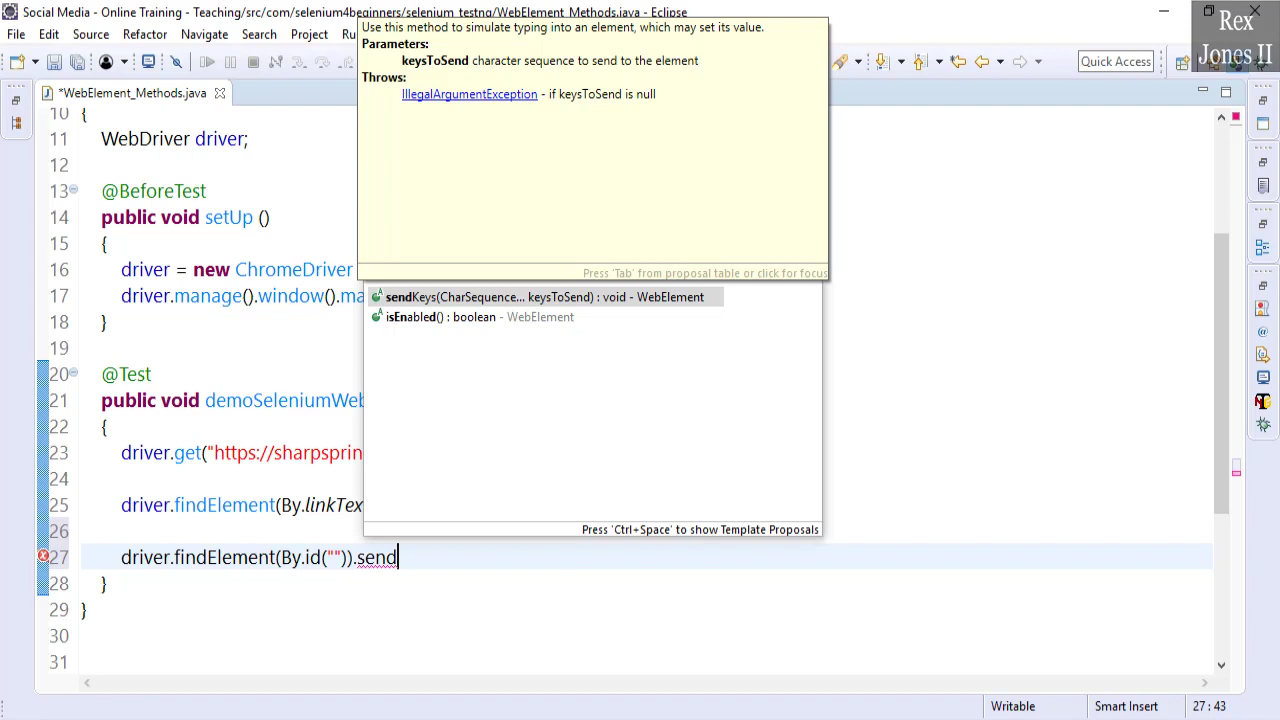 Social Media - Online Training - Teaching/src/com/selenium4beginners/selenium_testng/WebElement_Methods.java - Eclipse
Rex
Jones II
File Edit Source Refactor Navigate Search Project Ru
Quick Access
*WebElement_Methods.java
Use this method to simulate typing into an element, which may set its value.
Parameters:
keysToSend character sequence to send to the element
Throws:
IllegalArgumentException - if keysToSend is null
Press 'Tab' from proposal table or click for focus
sendKeys(CharSequence... keysToSend) : void - WebElement
isEnabled() : boolean - WebElement
Press 'Ctrl+Space' to show Template Proposals
10 {
11 WebDriver driver;
12
13 @BeforeTest
14 public void setUp ()
15 {
16 driver = new ChromeDriver
17 driver.manage().window().ma
18 }
19
20 @Test
21 public void demoSeleniumWeb
22 {
23 driver.get("https://sharpsprin
24
25 driver.findElement(By.linkTex
26
27 driver.findElement(By.id("")).send
28 }
29 }
30
31
Writable Smart Insert 27 : 43